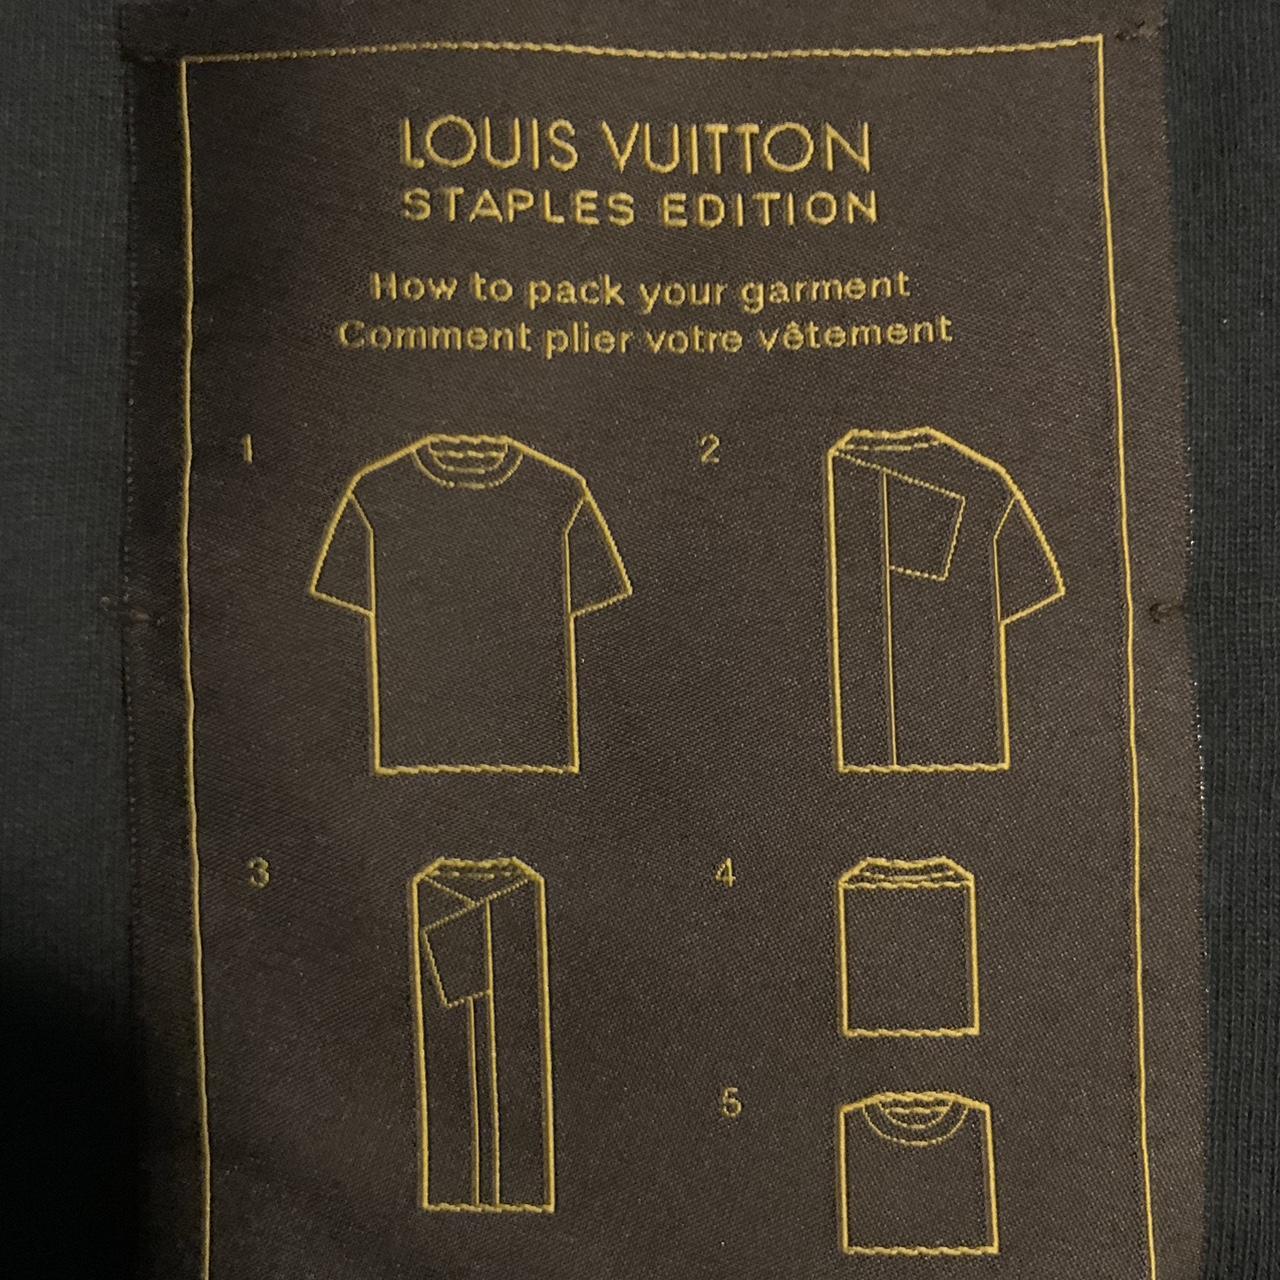 LOUIS VUITTON
STAPLES EDITION
How to pack your garment
Comment plier votre vêtement
1
2
3
4
5